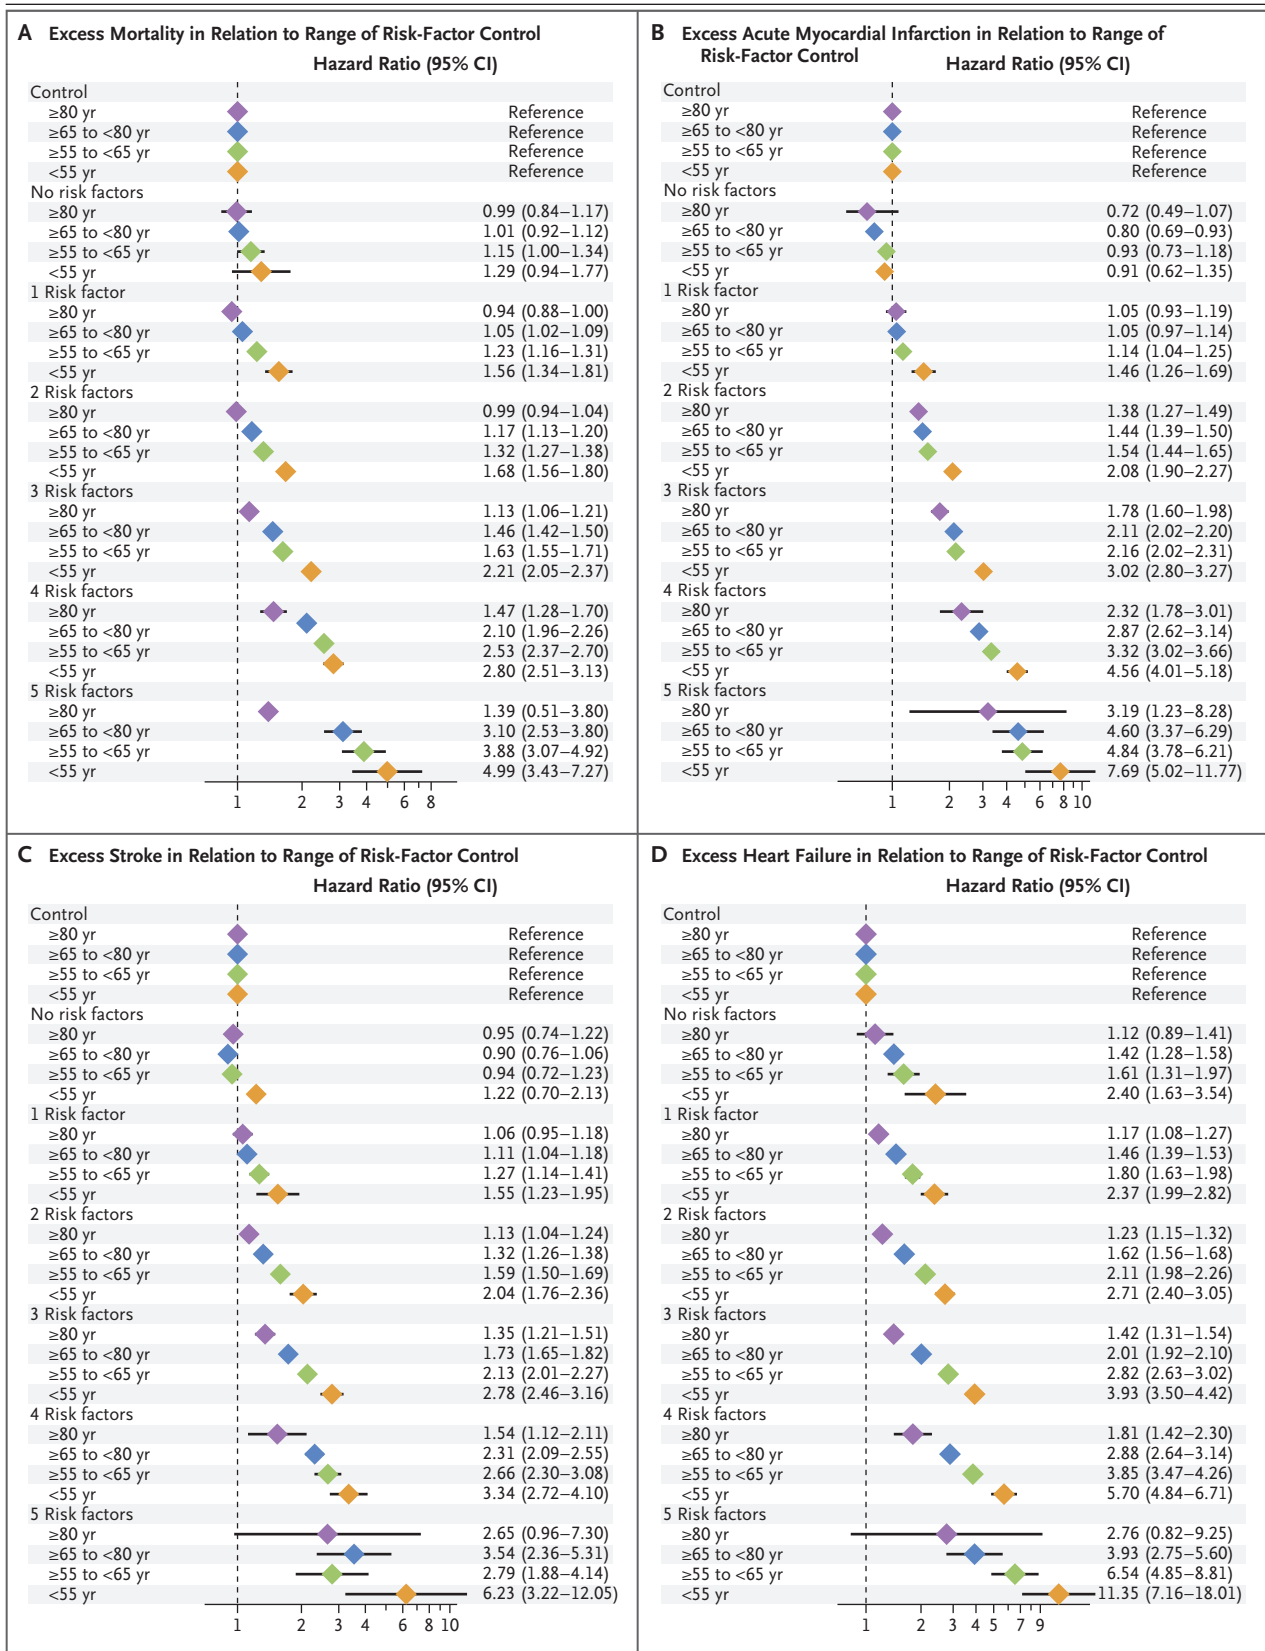 A Excess Mortality in Relation to Range of Risk-Factor Control
Hazard Ratio (95% CI)
Control
≥80 yr Reference
≥65 to <80 yr Reference
≥55 to <65 yr Reference
<55 yr Reference
No risk factors
≥80 yr 0.99 (0.84–1.17)
≥65 to <80 yr 1.01 (0.92–1.12)
≥55 to <65 yr 1.15 (1.00–1.34)
<55 yr 1.29 (0.94–1.77)
1 Risk factor
≥80 yr 0.94 (0.88–1.00)
≥65 to <80 yr 1.05 (1.02–1.09)
≥55 to <65 yr 1.23 (1.16–1.31)
<55 yr 1.56 (1.34–1.81)
2 Risk factors
≥80 yr 0.99 (0.94–1.04)
≥65 to <80 yr 1.17 (1.13–1.20)
≥55 to <65 yr 1.32 (1.27–1.38)
<55 yr 1.68 (1.56–1.80)
3 Risk factors
≥80 yr 1.13 (1.06–1.21)
≥65 to <80 yr 1.46 (1.42–1.50)
≥55 to <65 yr 1.63 (1.55–1.71)
<55 yr 2.21 (2.05–2.37)
4 Risk factors
≥80 yr 1.47 (1.28–1.70)
≥65 to <80 yr 2.10 (1.96–2.26)
≥55 to <65 yr 2.53 (2.37–2.70)
<55 yr 2.80 (2.51–3.13)
5 Risk factors
≥80 yr 1.39 (0.51–3.80)
≥65 to <80 yr 3.10 (2.53–3.80)
≥55 to <65 yr 3.88 (3.07–4.92)
<55 yr 4.99 (3.43–7.27)
1 2 3 4 6 8
B Excess Acute Myocardial Infarction in Relation to Range of
Risk-Factor Control
Hazard Ratio (95% CI)
Control
≥80 yr Reference
≥65 to <80 yr Reference
≥55 to <65 yr Reference
<55 yr Reference
No risk factors
≥80 yr 0.72 (0.49–1.07)
≥65 to <80 yr 0.80 (0.69–0.93)
≥55 to <65 yr 0.93 (0.73–1.18)
<55 yr 0.91 (0.62–1.35)
1 Risk factor
≥80 yr 1.05 (0.93–1.19)
≥65 to <80 yr 1.05 (0.97–1.14)
≥55 to <65 yr 1.14 (1.04–1.25)
<55 yr 1.46 (1.26–1.69)
2 Risk factors
≥80 yr 1.38 (1.27–1.49)
≥65 to <80 yr 1.44 (1.39–1.50)
≥55 to <65 yr 1.54 (1.44–1.65)
<55 yr 2.08 (1.90–2.27)
3 Risk factors
≥80 yr 1.78 (1.60–1.98)
≥65 to <80 yr 2.11 (2.02–2.20)
≥55 to <65 yr 2.16 (2.02–2.31)
<55 yr 3.02 (2.80–3.27)
4 Risk factors
≥80 yr 2.32 (1.78–3.01)
≥65 to <80 yr 2.87 (2.62–3.14)
≥55 to <65 yr 3.32 (3.02–3.66)
<55 yr 4.56 (4.01–5.18)
5 Risk factors
≥80 yr 3.19 (1.23–8.28)
≥65 to <80 yr 4.60 (3.37–6.29)
≥55 to <65 yr 4.84 (3.78–6.21)
<55 yr 7.69 (5.02–11.77)
1 2 3 4 6 8 10
C Excess Stroke in Relation to Range of Risk-Factor Control
Hazard Ratio (95% CI)
Control
≥80 yr Reference
≥65 to <80 yr Reference
≥55 to <65 yr Reference
<55 yr Reference
No risk factors
≥80 yr 0.95 (0.74–1.22)
≥65 to <80 yr 0.90 (0.76–1.06)
≥55 to <65 yr 0.94 (0.72–1.23)
<55 yr 1.22 (0.70–2.13)
1 Risk factor
≥80 yr 1.06 (0.95–1.18)
≥65 to <80 yr 1.11 (1.04–1.18)
≥55 to <65 yr 1.27 (1.14–1.41)
<55 yr 1.55 (1.23–1.95)
2 Risk factors
≥80 yr 1.13 (1.04–1.24)
≥65 to <80 yr 1.32 (1.26–1.38)
≥55 to <65 yr 1.59 (1.50–1.69)
<55 yr 2.04 (1.76–2.36)
3 Risk factors
≥80 yr 1.35 (1.21–1.51)
≥65 to <80 yr 1.73 (1.65–1.82)
≥55 to <65 yr 2.13 (2.01–2.27)
<55 yr 2.78 (2.46–3.16)
4 Risk factors
≥80 yr 1.54 (1.12–2.11)
≥65 to <80 yr 2.31 (2.09–2.55)
≥55 to <65 yr 2.66 (2.30–3.08)
<55 yr 3.34 (2.72–4.10)
5 Risk factors
≥80 yr 2.65 (0.96–7.30)
≥65 to <80 yr 3.54 (2.36–5.31)
≥55 to <65 yr 2.79 (1.88–4.14)
<55 yr 6.23 (3.22–12.05)
1 2 3 4 6 8 10
D Excess Heart Failure in Relation to Range of Risk-Factor Control
Hazard Ratio (95% CI)
Control
≥80 yr Reference
≥65 to <80 yr Reference
≥55 to <65 yr Reference
<55 yr Reference
No risk factors
≥80 yr 1.12 (0.89–1.41)
≥65 to <80 yr 1.42 (1.28–1.58)
≥55 to <65 yr 1.61 (1.31–1.97)
<55 yr 2.40 (1.63–3.54)
1 Risk factor
≥80 yr 1.17 (1.08–1.27)
≥65 to <80 yr 1.46 (1.39–1.53)
≥55 to <65 yr 1.80 (1.63–1.98)
<55 yr 2.37 (1.99–2.82)
2 Risk factors
≥80 yr 1.23 (1.15–1.32)
≥65 to <80 yr 1.62 (1.56–1.68)
≥55 to <65 yr 2.11 (1.98–2.26)
<55 yr 2.71 (2.40–3.05)
3 Risk factors
≥80 yr 1.42 (1.31–1.54)
≥65 to <80 yr 2.01 (1.92–2.10)
≥55 to <65 yr 2.82 (2.63–3.02)
<55 yr 3.93 (3.50–4.42)
4 Risk factors
≥80 yr 1.81 (1.42–2.30)
≥65 to <80 yr 2.88 (2.64–3.14)
≥55 to <65 yr 3.85 (3.47–4.26)
<55 yr 5.70 (4.84–6.71)
5 Risk factors
≥80 yr 2.76 (0.82–9.25)
≥65 to <80 yr 3.93 (2.75–5.60)
≥55 to <65 yr 6.54 (4.85–8.81)
<55 yr 11.35 (7.16–18.01)
1 2 3 4 5 7 9